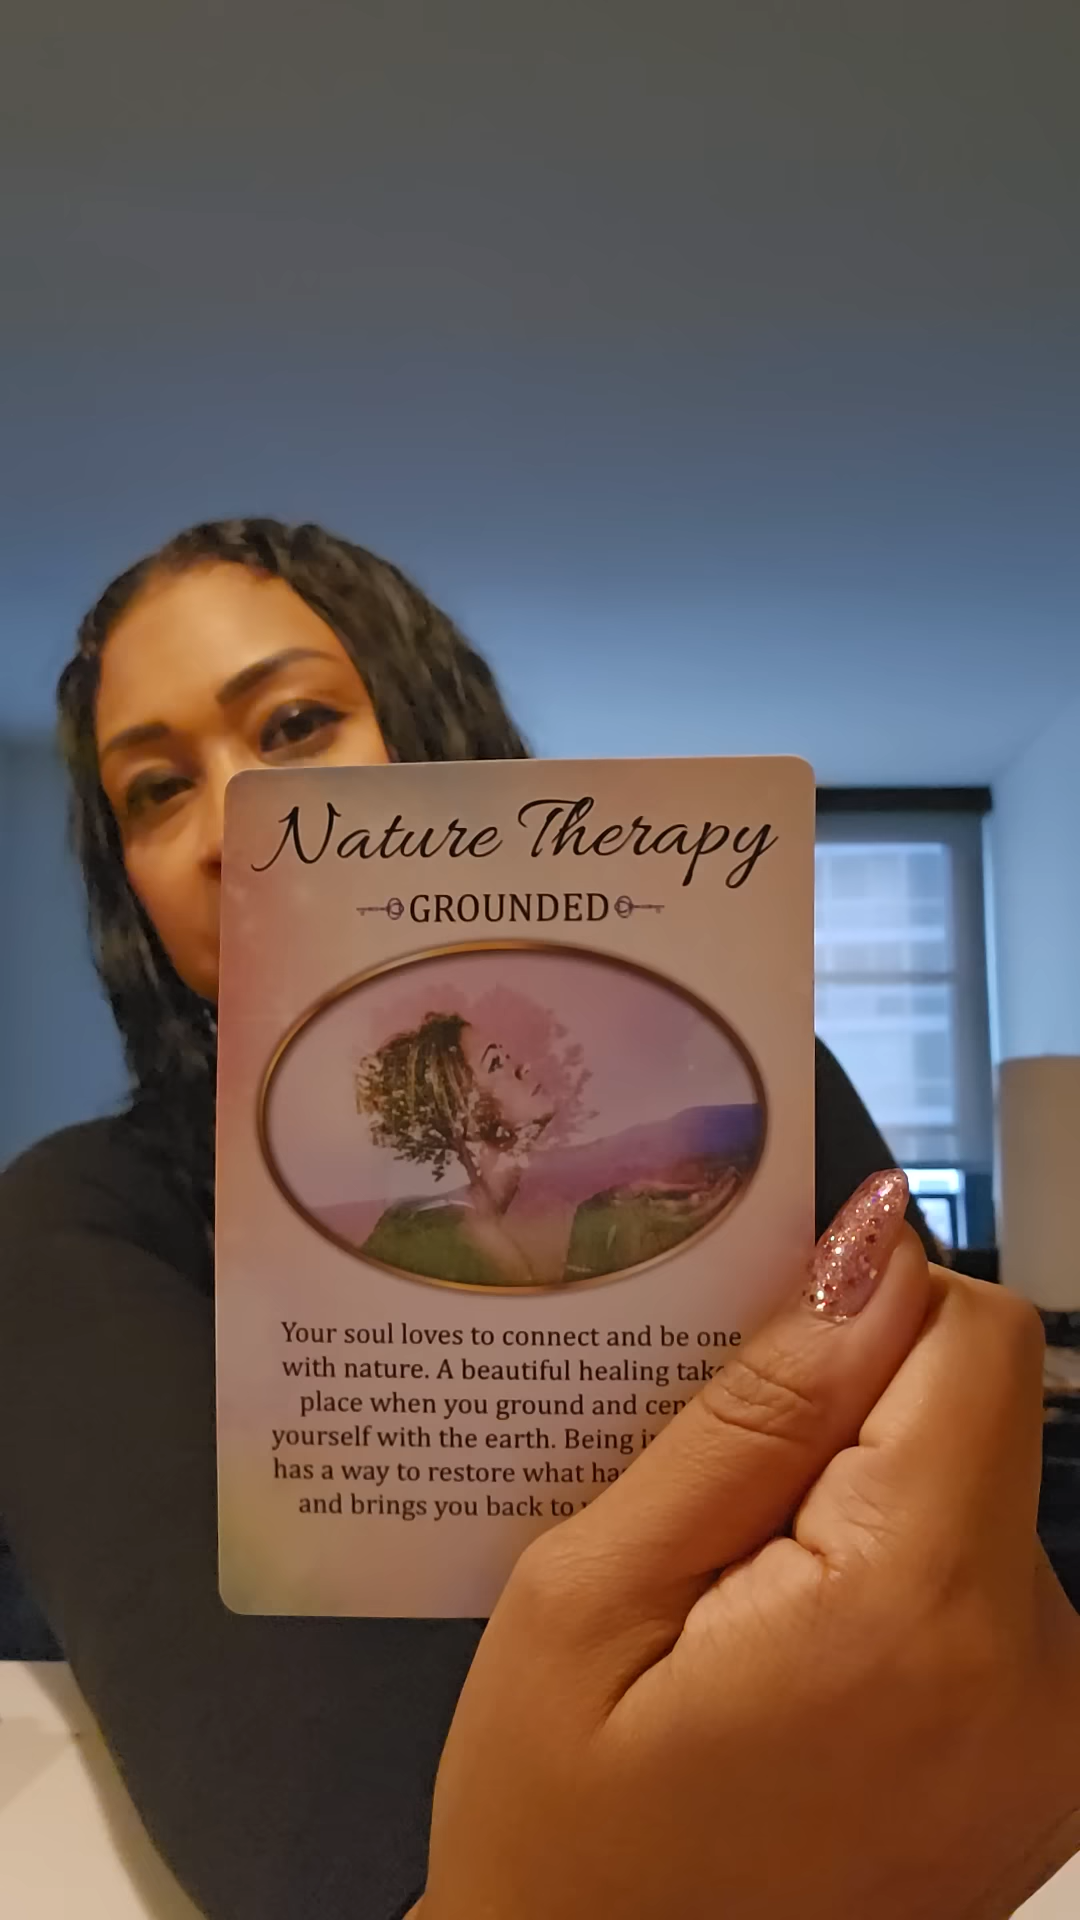 Nature Therapy
GROUNDED
Your soul loves to connect and be one
with nature. A beautiful healing
place when you ground and
yourself with the earth. Being
has a way to restore what
and brings you back to